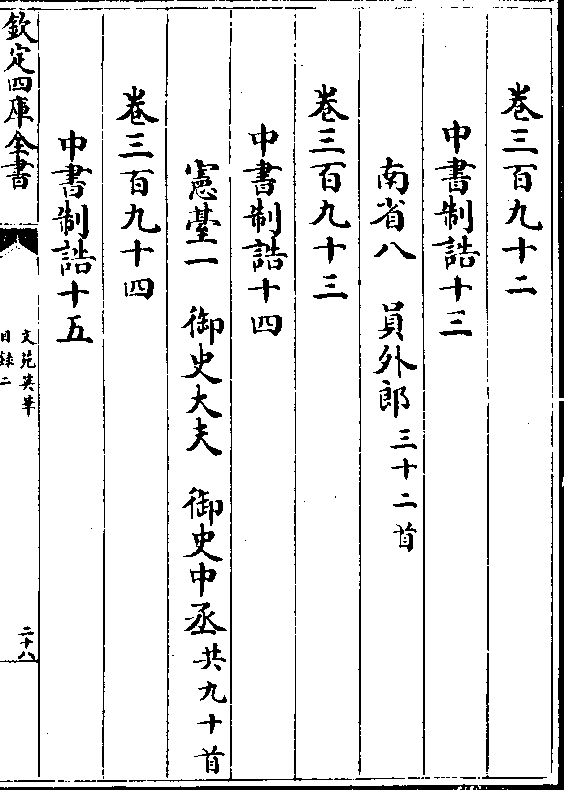 卷三百九十二
中書制誥十三
南省八　員外郎三十二首
卷三百九十三
中書制誥十四
憲臺一　御史大夫　御史中丞共九十首
卷三百九十四
中書制誥十五
欽定四庫全書
文苑英華
目錄二
二十八